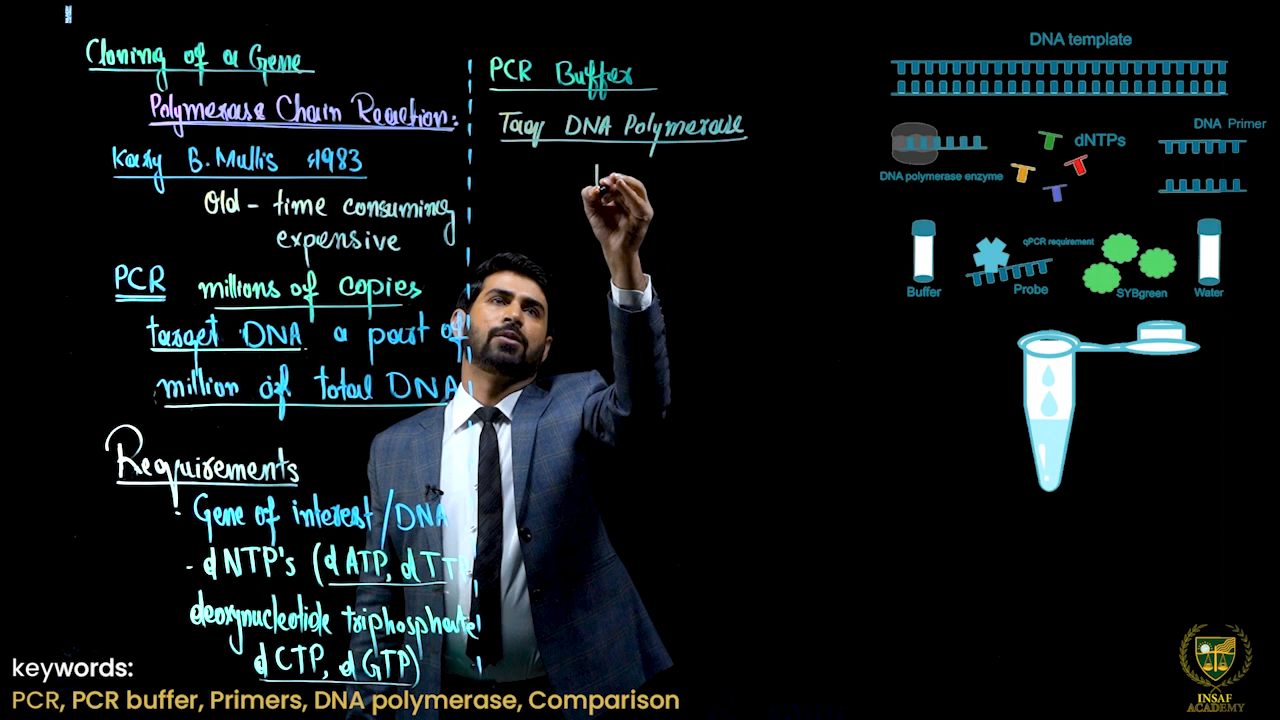 Cloning of a Gene
Polymerase Chain Reaction:
Kary B. Mullis 1983
Old - time consuming
expensive
PCR millions of copies
target DNA a part of
million of total DNA
Requirements
· Gene of interest/DNA
- dNTP's (dATP, dTTP
deoxynucleotide triphosphate
dCTP, dGTP)
PCR Buffer
Taq DNA Polymerase
DNA template
DNA polymerase enzyme
dNTPs
DNA Primer
Buffer
qPCR requirement
Probe
SYBgreen
Water
keywords:
PCR, PCR buffer, Primers, DNA polymerase, Comparison
INSAF
ACADEMY